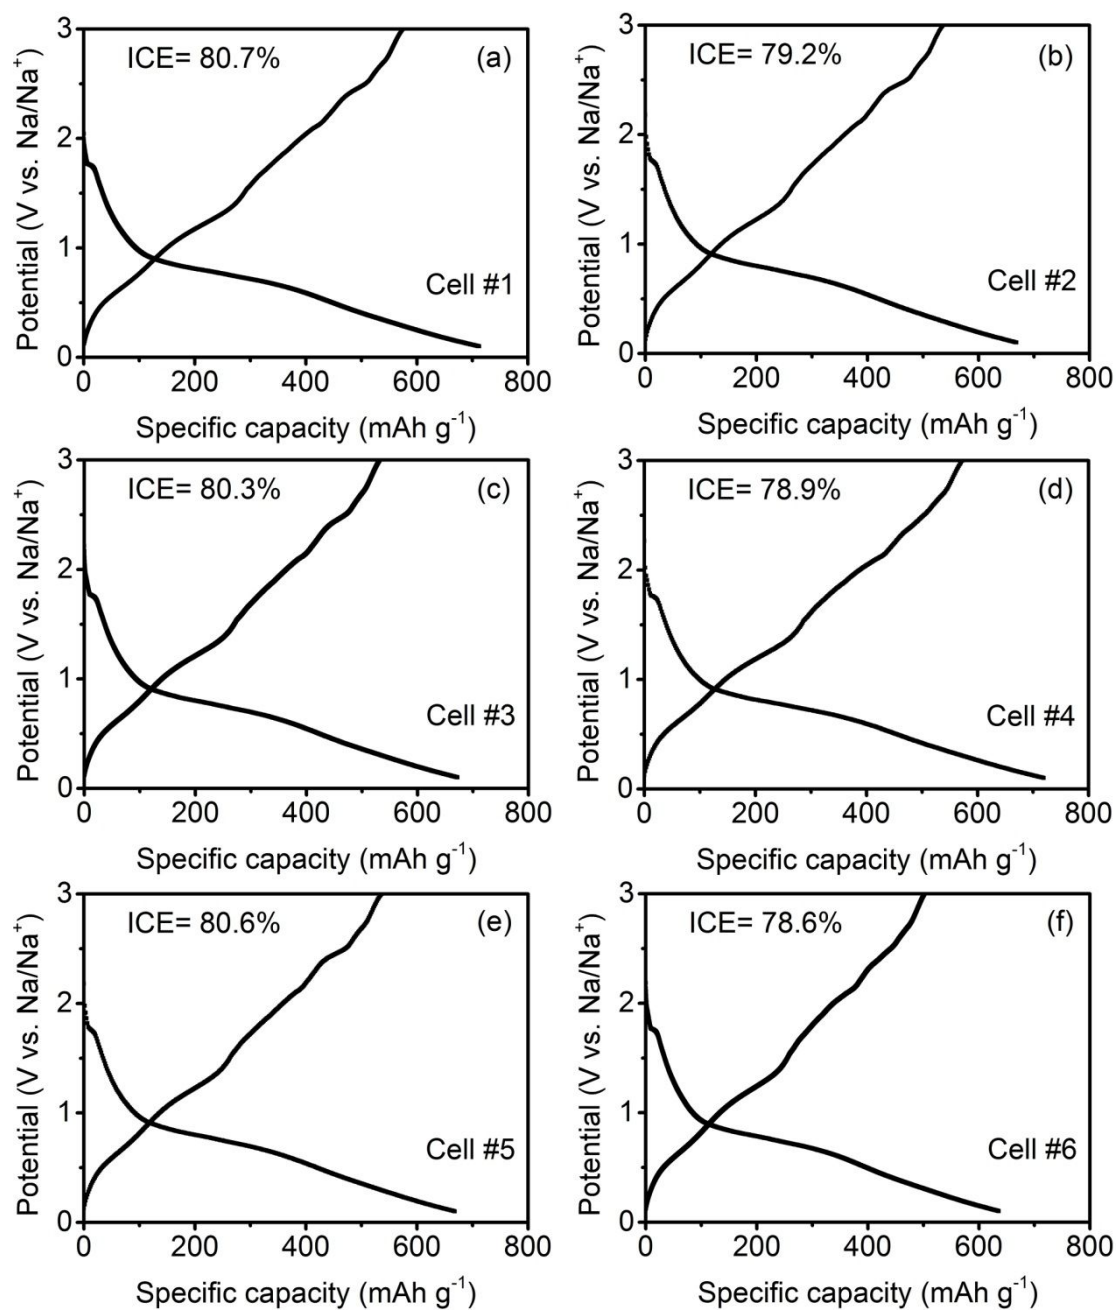 ICE= 80.7%
(a)
Cell #1
Potential (V vs. Na/Na⁺)
3
2
1
0
0 200 400 600 800
Specific capacity (mAh g⁻¹)
ICE= 79.2%
(b)
Cell #2
Potential (V vs. Na/Na⁺)
3
2
1
0
0 200 400 600 800
Specific capacity (mAh g⁻¹)
ICE= 80.3%
(c)
Cell #3
Potential (V vs. Na/Na⁺)
3
2
1
0
0 200 400 600 800
Specific capacity (mAh g⁻¹)
ICE= 78.9%
(d)
Cell #4
Potential (V vs. Na/Na⁺)
3
2
1
0
0 200 400 600 800
Specific capacity (mAh g⁻¹)
ICE= 80.6%
(e)
Cell #5
Potential (V vs. Na/Na⁺)
3
2
1
0
0 200 400 600 800
Specific capacity (mAh g⁻¹)
ICE= 78.6%
(f)
Cell #6
Potential (V vs. Na/Na⁺)
3
2
1
0
0 200 400 600 800
Specific capacity (mAh g⁻¹)